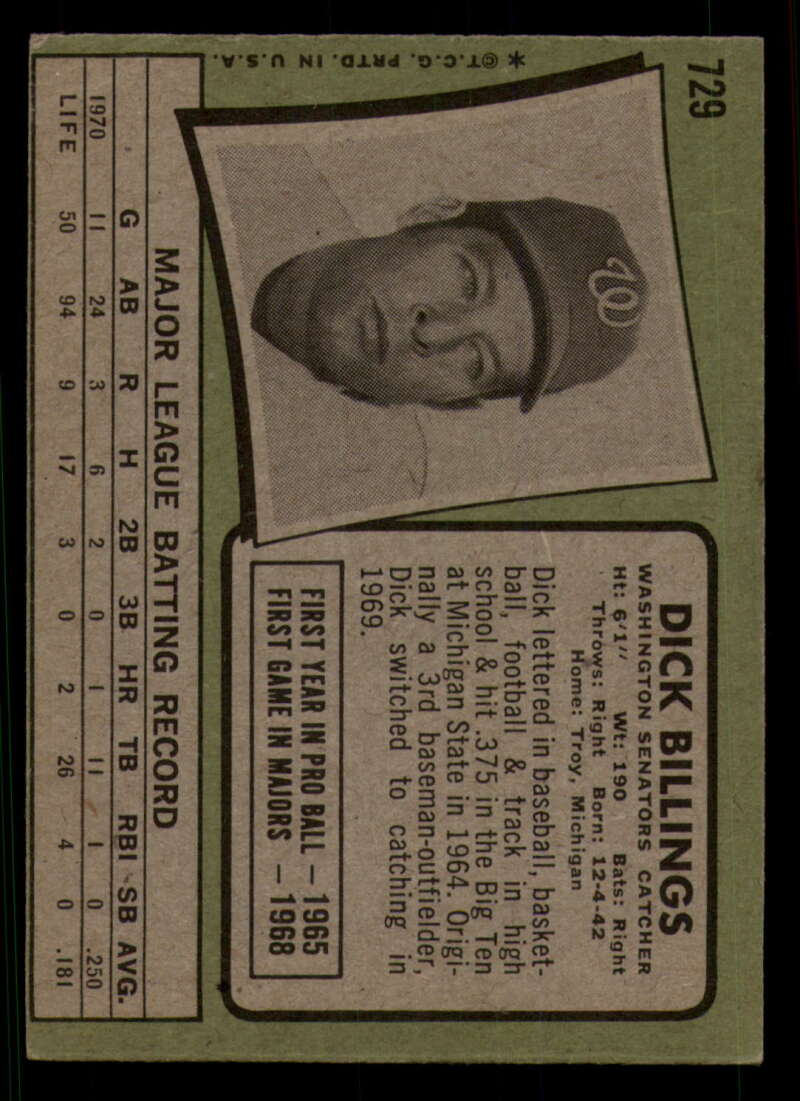 729
* ©T.C.G. PRTD. IN U.S.A.
W
DICK BILLINGS
WASHINGTON SENATORS CATCHER
Ht: 6'1" Wt: 190 Bats: Right
Throws: Right Born: 12-4-42
Home: Troy, Michigan
Dick lettered in baseball, basket-
ball, football & track in high
school & hit .375 in the Big Ten
at Michigan State in 1964. Origi-
nally a 3rd baseman-outfielder,
Dick switched to catching in
1969.
FIRST YEAR IN PRO BALL — 1965
FIRST GAME IN MAJORS — 1968
MAJOR LEAGUE BATTING RECORD
G AB R H 2B 3B HR TB RBI SB AVG.
1970 11 24 3 6 2 0 1 11 1 0 .250
LIFE 50 94 9 17 3 0 2 26 4 0 .181